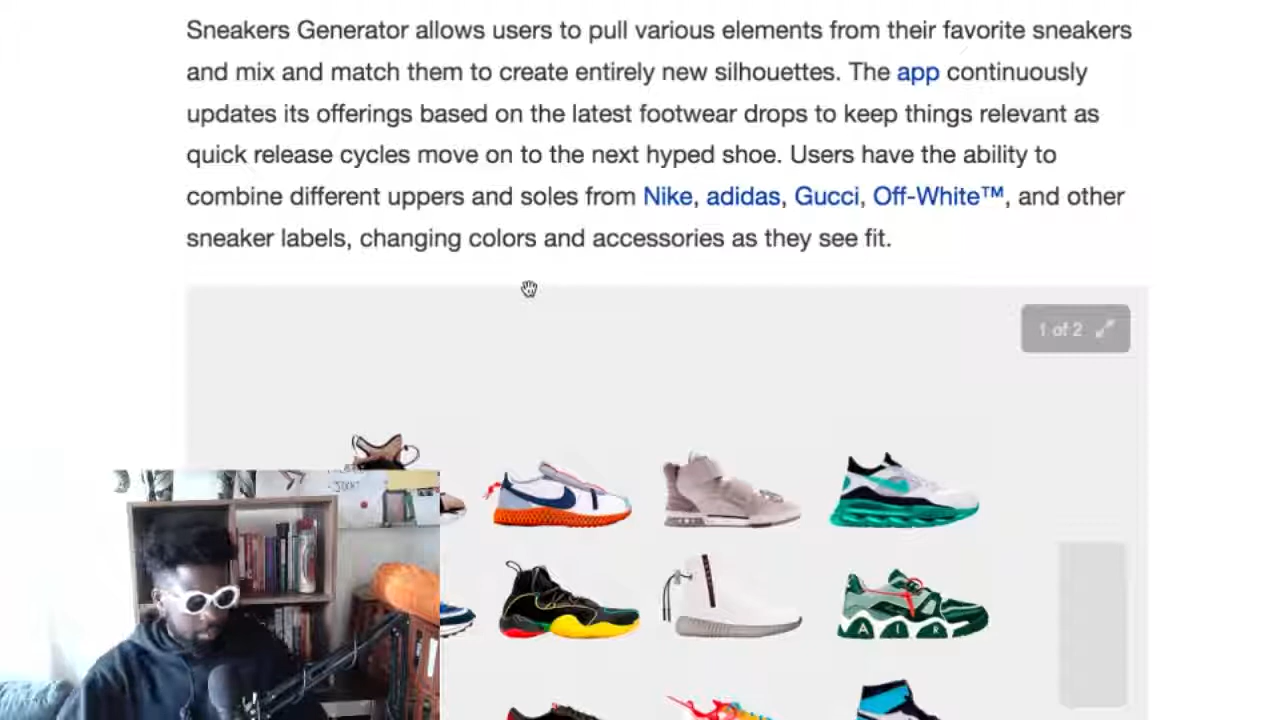 Sneakers Generator allows users to pull various elements from their favorite sneakers
and mix and match them to create entirely new silhouettes. The app continuously
updates its offerings based on the latest footwear drops to keep things relevant as
quick release cycles move on to the next hyped shoe. Users have the ability to
combine different uppers and soles from Nike, adidas, Gucci, Off-White™, and other
sneaker labels, changing colors and accessories as they see fit.
1 of 2
A I R